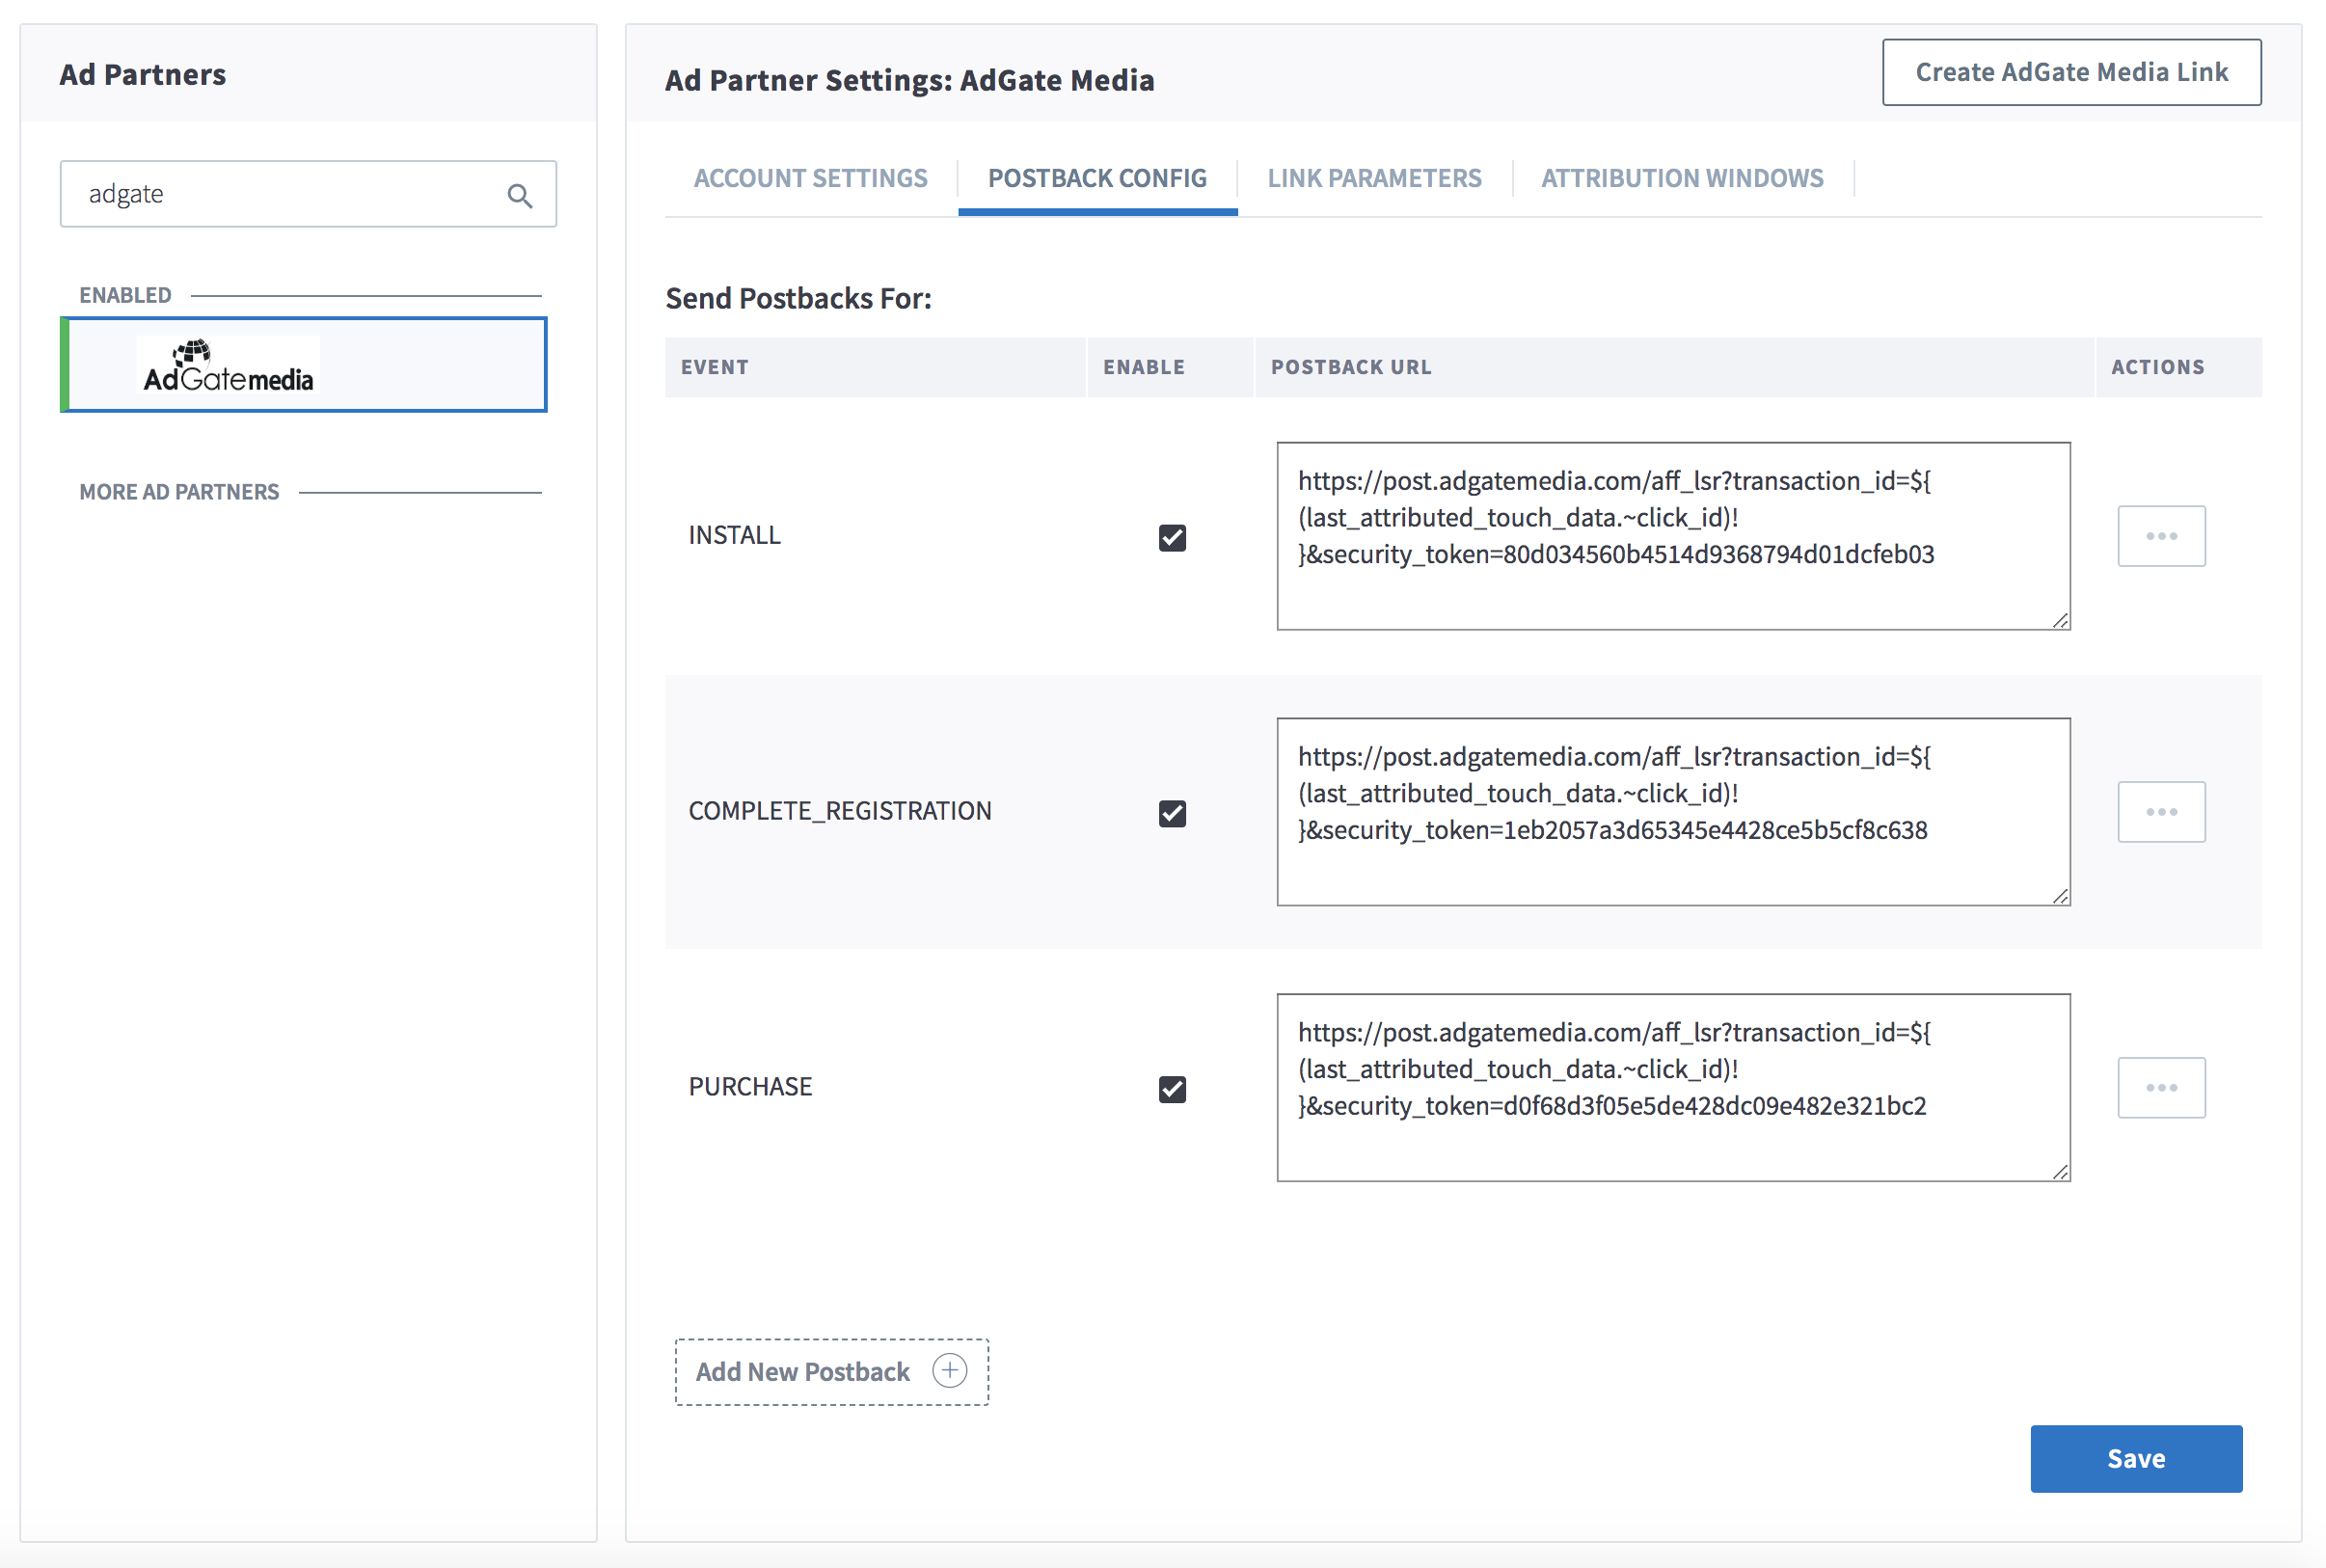 Ad Partners
adgate
ENABLED
AdGatemedia
MORE AD PARTNERS
Ad Partner Settings: AdGate Media
Create AdGate Media Link
ACCOUNT SETTINGS
POSTBACK CONFIG
LINK PARAMETERS
ATTRIBUTION WINDOWS
Send Postbacks For:
EVENT
ENABLE
POSTBACK URL
ACTIONS
INSTALL
https://post.adgatemedia.com/aff_lsr?transaction_id=${
(last_attributed_touch_data.~click_id)!
}&security_token=80d034560b4514d9368794d01dcfeb03
COMPLETE_REGISTRATION
https://post.adgatemedia.com/aff_lsr?transaction_id=${
(last_attributed_touch_data.~click_id)!
}&security_token=1eb2057a3d65345e4428ce5b5cf8c638
PURCHASE
https://post.adgatemedia.com/aff_lsr?transaction_id=${
(last_attributed_touch_data.~click_id)!
}&security_token=d0f68d3f05e5de428dc09e482e321bc2
Add New Postback
Save